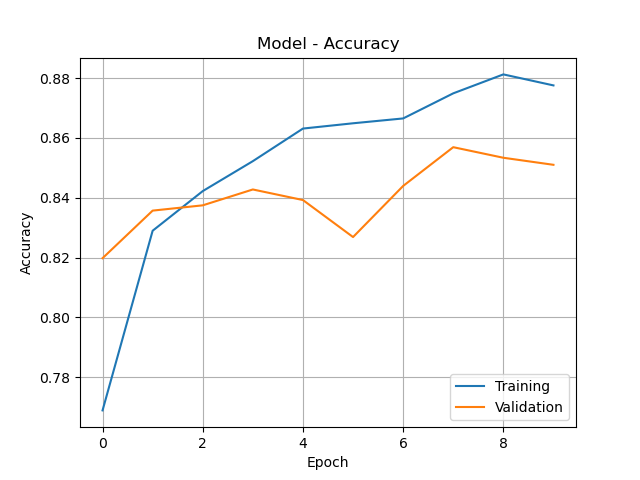 Model - Accuracy
Accuracy
0.88
0.86
0.84
0.82
0.80
0.78
0 2 4 6 8
Epoch
Training
Validation